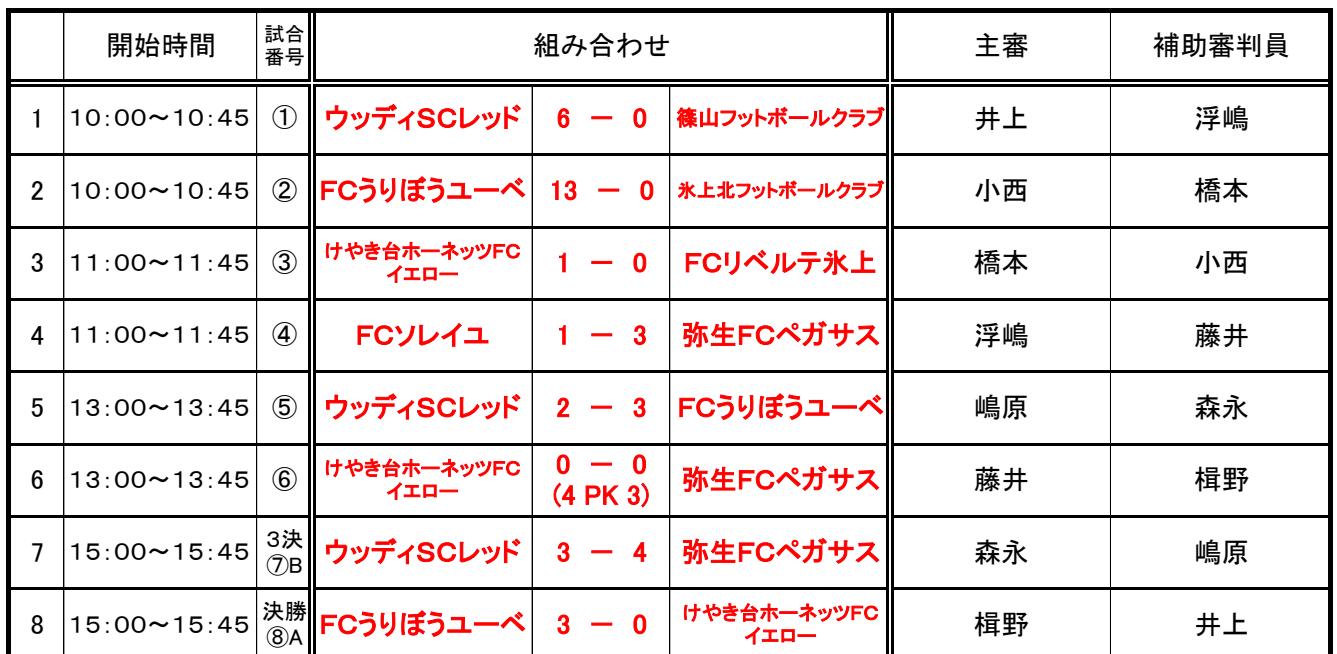 開始時間 試合番号 組み合わせ 主審 補助審判員
1 10:00～10:45 ① ウッディSCレッド 6 － 0 篠山フットボールクラブ 井上 浮嶋
2 10:00～10:45 ② FCうりぼうユーベ 13 － 0 氷上北フットボールクラブ 小西 橋本
3 11:00～11:45 ③ けやき台ホーネッツFCイエロー 1 － 0 FCリベルテ氷上 橋本 小西
4 11:00～11:45 ④ FCソレイユ 1 － 3 弥生FCペガサス 浮嶋 藤井
5 13:00～13:45 ⑤ ウッディSCレッド 2 － 3 FCうりぼうユーベ 嶋原 森永
6 13:00～13:45 ⑥ けやき台ホーネッツFCイエロー 0 － 0 (4 PK 3) 弥生FCペガサス 藤井 楫野
7 15:00～15:45 3決⑦B ウッディSCレッド 3 － 4 弥生FCペガサス 森永 嶋原
8 15:00～15:45 決勝⑧A FCうりぼうユーベ 3 － 0 けやき台ホーネッツFCイエロー 楫野 井上